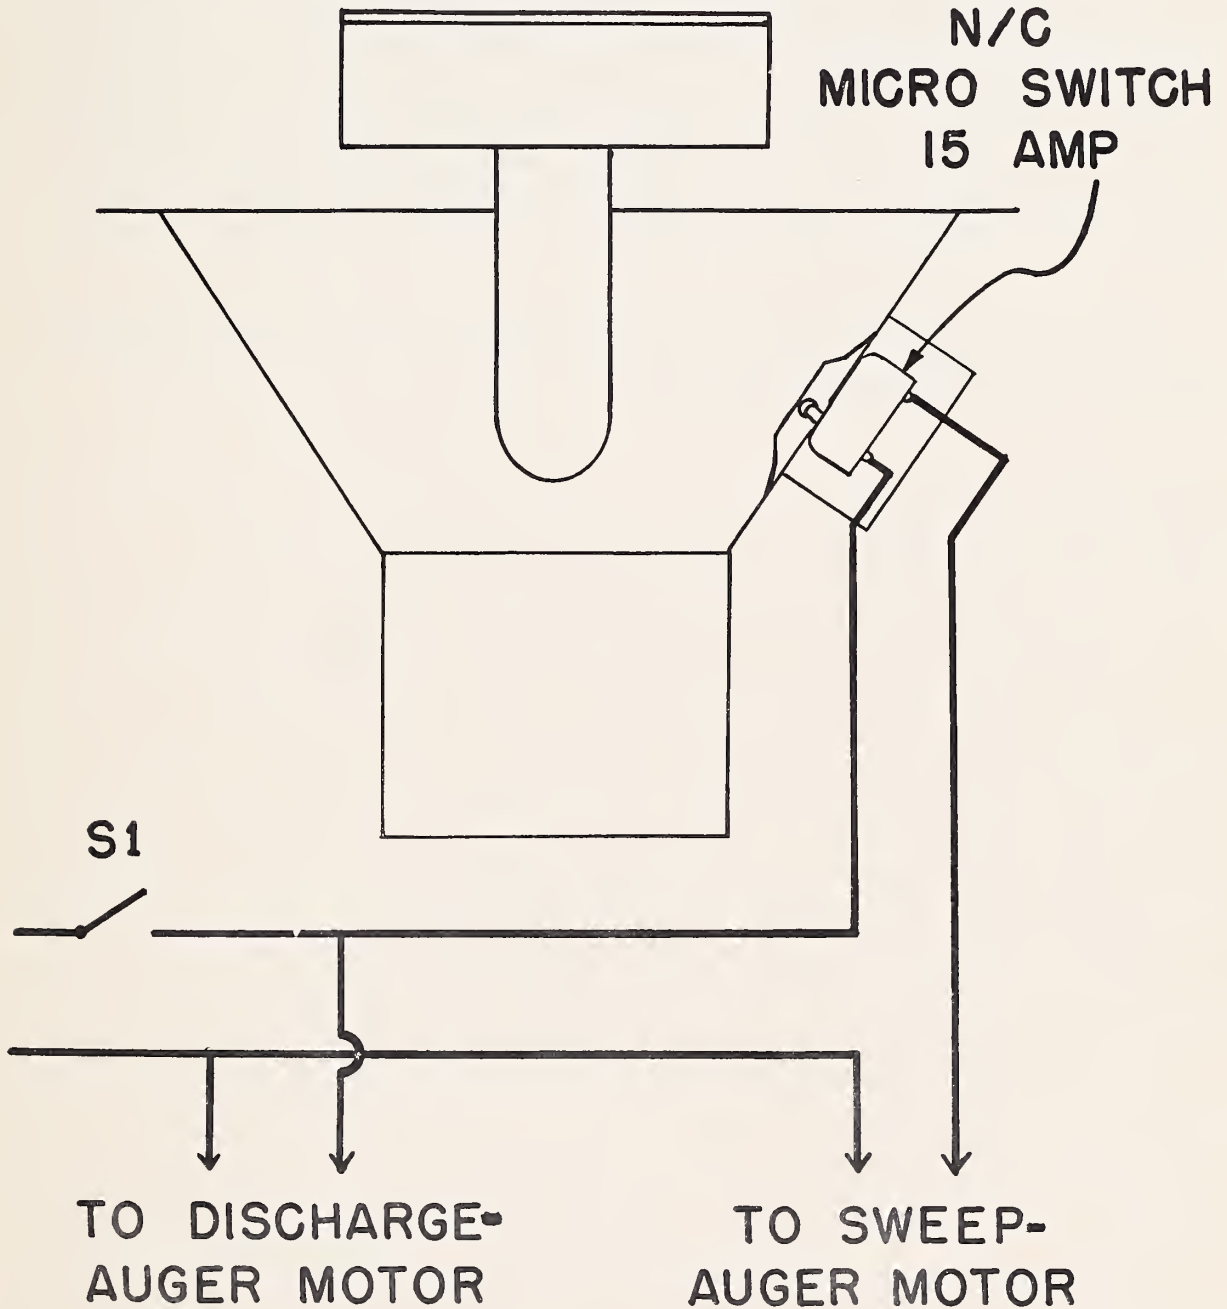 N/C
MICRO SWITCH
15 AMP
S1
TO DISCHARGE-
AUGER MOTOR
TO SWEEP-
AUGER MOTOR